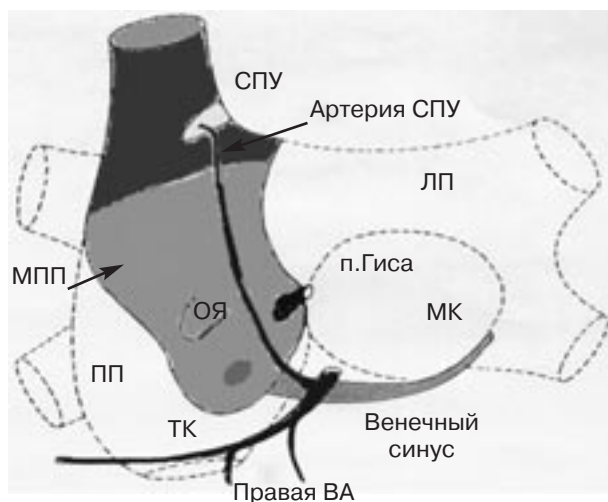 СПУ
Артерия СПУ
ЛП
МПП
п.Гиса
ОЯ
МК
ПП
ТК
Венечный
синус
Правая ВА